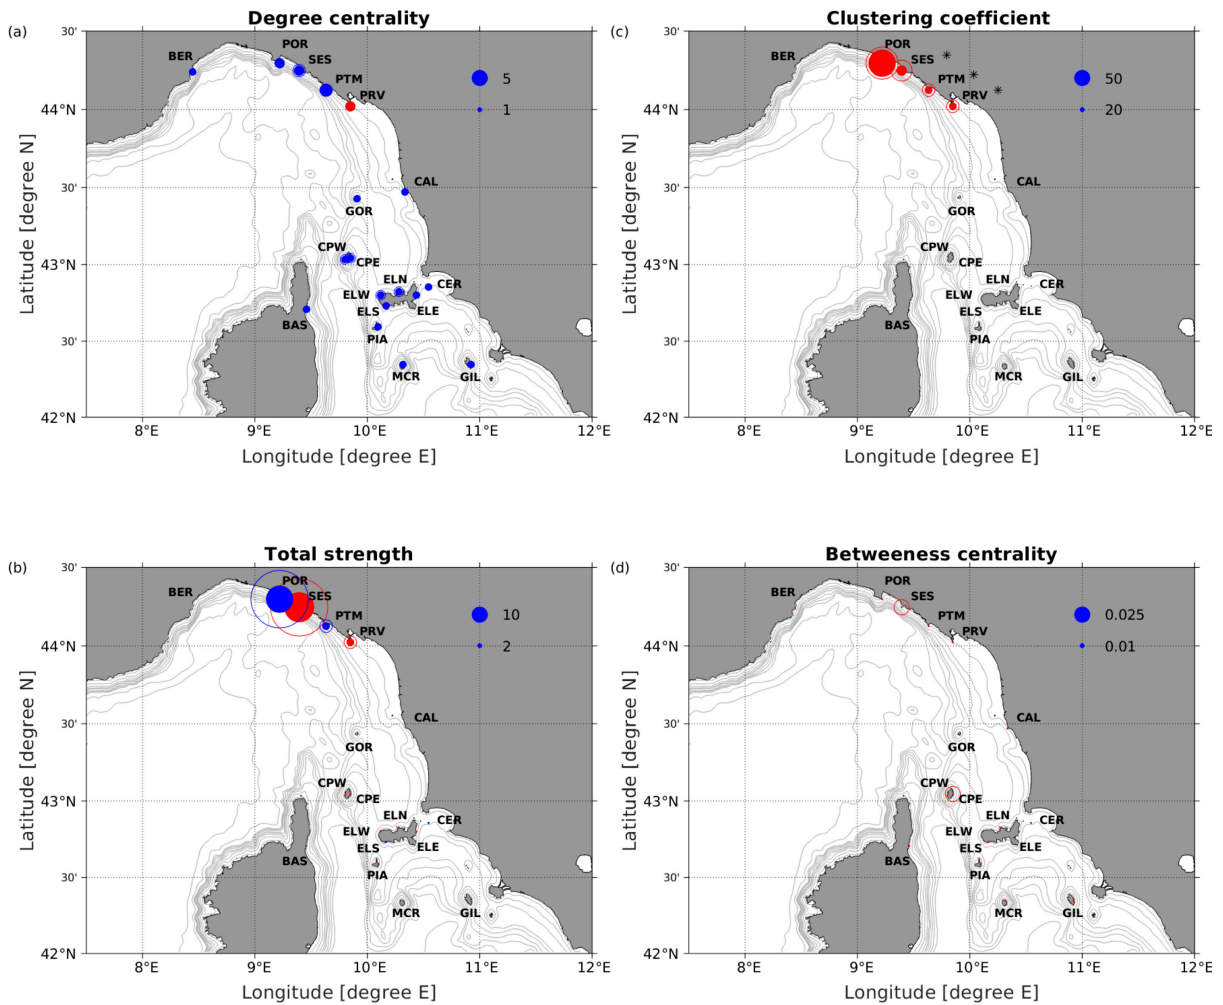 (a)
Degree centrality
30'
44°N
30'
43°N
30'
42°N
Latitude [degree N]
BER
POR
SES
PTM
PRV
CAL
GOR
CPW
CPE
ELN
CER
ELW
ELS
ELE
BAS
PIA
MCR
GIL
5
1
8°E
9°E
10°E
11°E
12°E
Longitude [degree E]
(c)
Clustering coefficient
30'
44°N
30'
43°N
30'
42°N
Latitude [degree N]
BER
POR
SES
PTM
PRV
CAL
GOR
CPW
CPE
ELN
CER
ELW
ELS
ELE
BAS
PIA
MCR
GIL
50
20
8°E
9°E
10°E
11°E
12°E
Longitude [degree E]
(b)
Total strength
30'
44°N
30'
43°N
30'
42°N
Latitude [degree N]
BER
POR
SES
PTM
PRV
CAL
GOR
CPW
CPE
ELN
CER
ELW
ELS
ELE
BAS
PIA
MCR
GIL
10
2
8°E
9°E
10°E
11°E
12°E
Longitude [degree E]
(d)
Betweeness centrality
30'
44°N
30'
43°N
30'
42°N
Latitude [degree N]
BER
POR
SES
PTM
PRV
CAL
GOR
CPW
CPE
ELN
CER
ELW
ELS
ELE
BAS
PIA
MCR
GIL
0.025
0.01
8°E
9°E
10°E
11°E
12°E
Longitude [degree E]